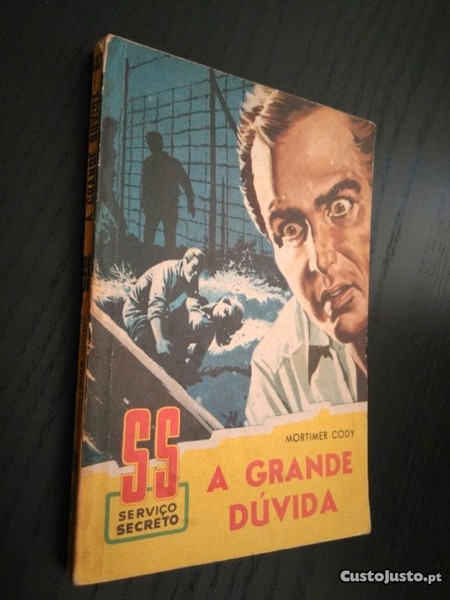 MORTIMER CODY
A GRANDE
DÚVIDA
S.S
SERVIÇO
SECRETO
CustoJusto.pt